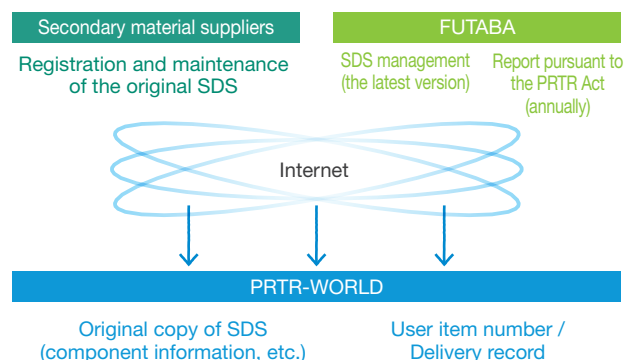 Secondary material suppliers
Registration and maintenance
of the original SDS
FUTABA
SDS management
(the latest version)
Report pursuant to
the PRTR Act
(annually)
Internet
PRTR-WORLD
Original copy of SDS
(component information, etc.)
User item number /
Delivery record